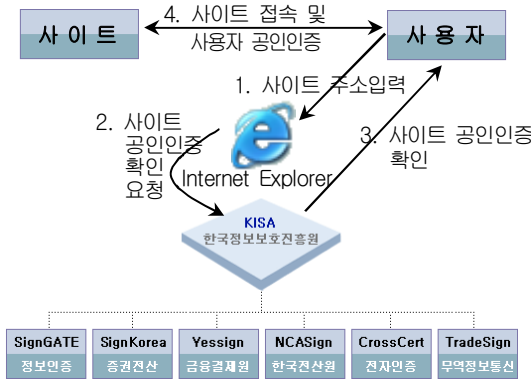 4. 사이트 접속 및
사용자 공인인증
사 이 트
사 용 자
1. 사이트 주소입력
2. 사이트
공인인증
확인
요청
3. 사이트 공인인증
확인
Internet Explorer
KISA
한국정보보호진흥원
SignGATE
정보인증
SignKorea
증권전산
Yessign
금융결제원
NCASign
한국전산원
CrossCert
전자인증
TradeSign
무역정보통신